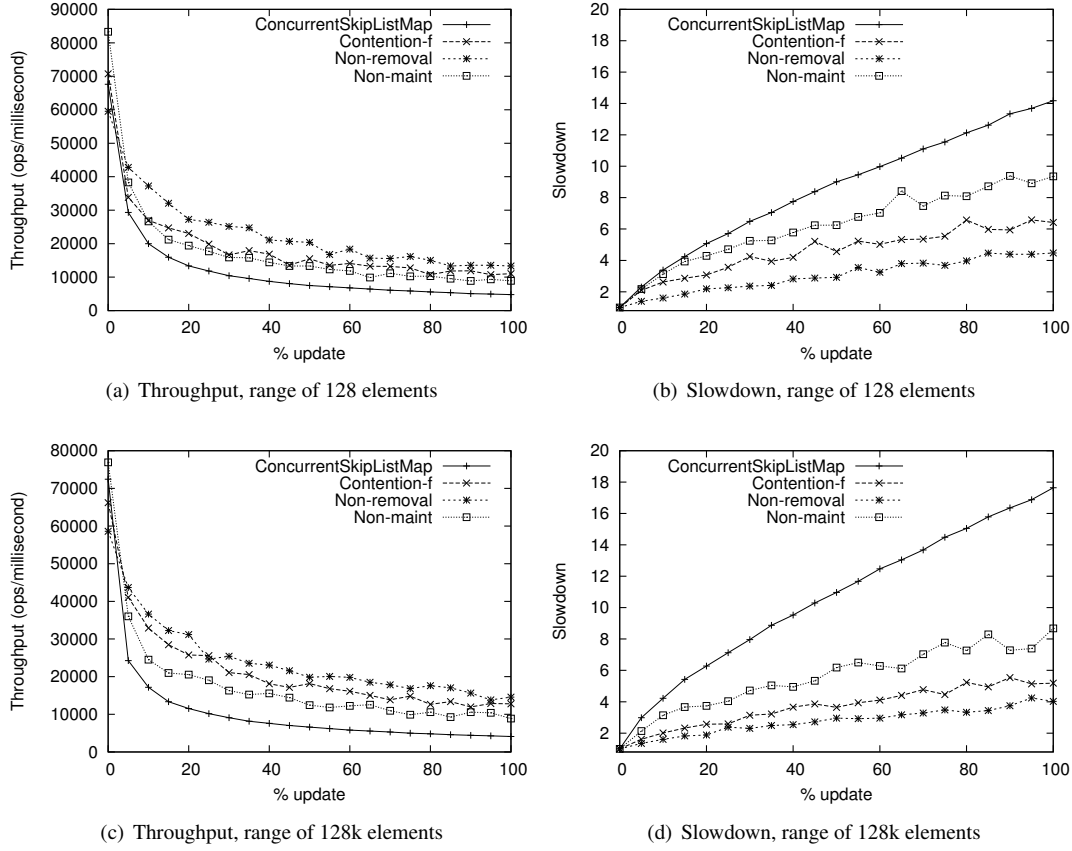 90000
80000
70000
60000
50000
40000
30000
20000
10000
0
Throughput (ops/millisecond)
ConcurrentSkipListMap
Contention-f
Non-removal
Non-maint
0 20 40 60 80 100
% update
(a) Throughput, range of 128 elements
20
18
16
14
12
10
8
6
4
2
Slowdown
ConcurrentSkipListMap
Contention-f
Non-removal
Non-maint
0 20 40 60 80 100
% update
(b) Slowdown, range of 128 elements
80000
70000
60000
50000
40000
30000
20000
10000
0
Throughput (ops/millisecond)
ConcurrentSkipListMap
Contention-f
Non-removal
Non-maint
0 20 40 60 80 100
% update
(c) Throughput, range of 128k elements
20
18
16
14
12
10
8
6
4
2
Slowdown
ConcurrentSkipListMap
Contention-f
Non-removal
Non-maint
0 20 40 60 80 100
% update
(d) Slowdown, range of 128k elements